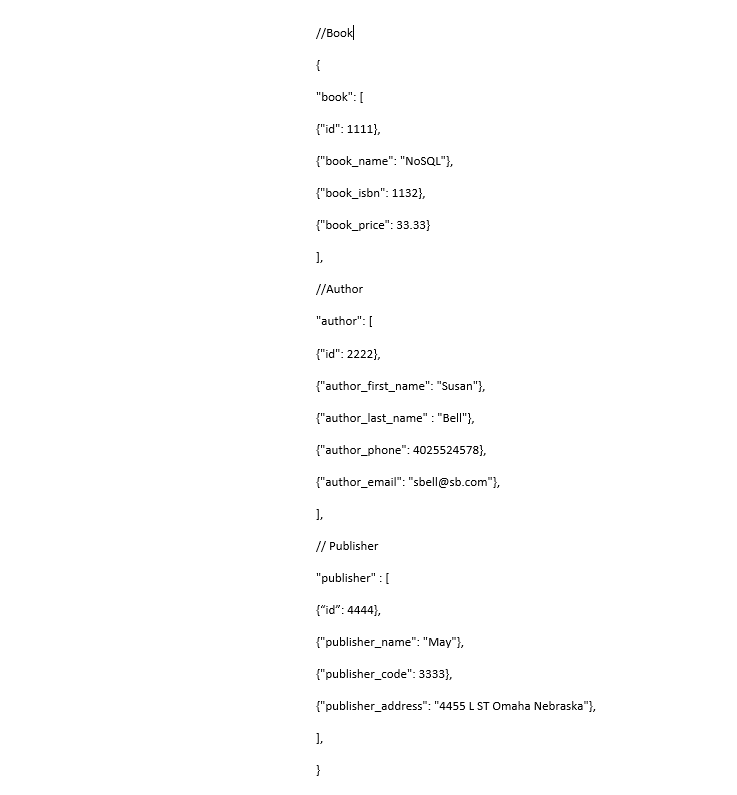 //Book
{
"book": [
{"id": 1111},
{"book_name": "NoSQL"},
{"book_isbn": 1132},
{"book_price": 33.33}
],
//Author
"author": [
{"id": 2222},
{"author_first_name": "Susan"},
{"author_last_name" : "Bell"},
{"author_phone": 4025524578},
{"author_email": "sbell@sb.com"},
],
// Publisher
"publisher" : [
{“id”: 4444},
{"publisher_name": "May"},
{"publisher_code": 3333},
{"publisher_address": "4455 L ST Omaha Nebraska"},
],
}